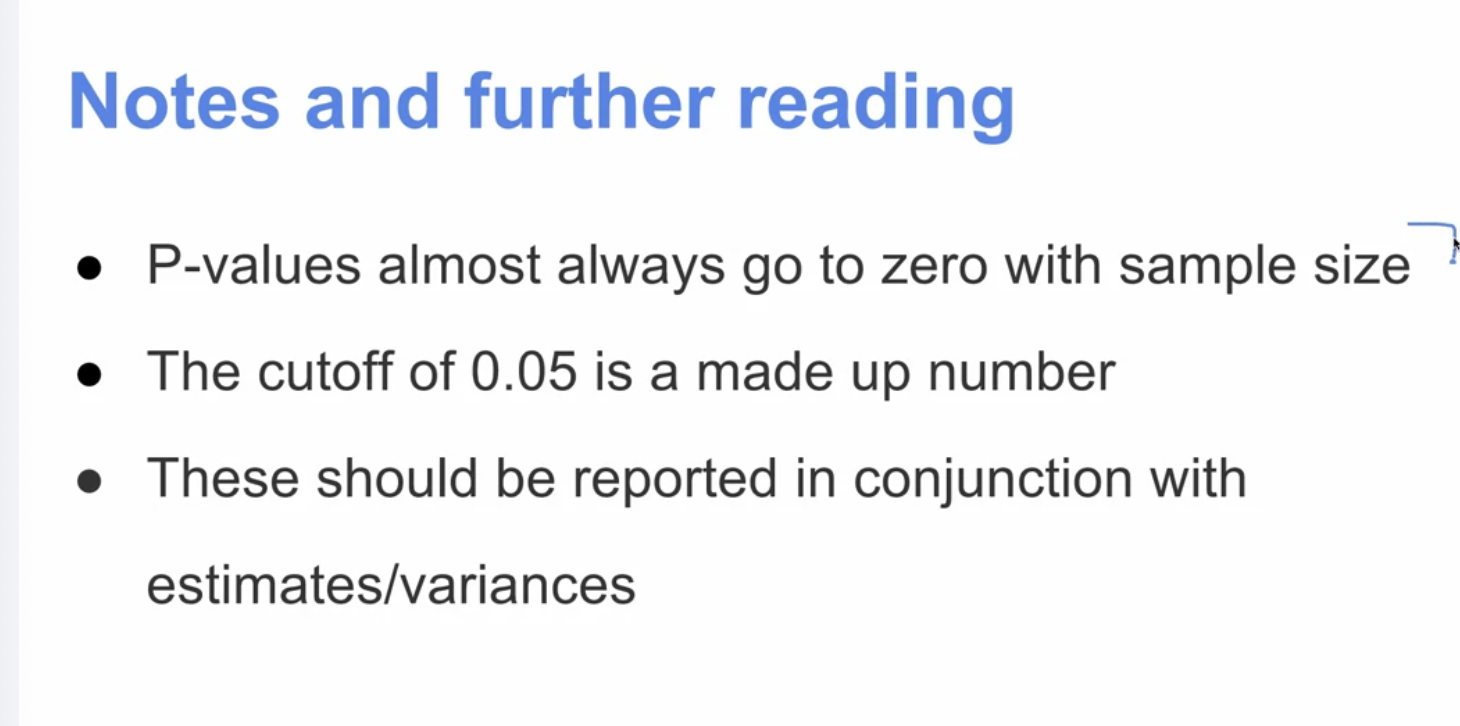 Notes and further reading
● P-values almost always go to zero with sample size
● The cutoff of 0.05 is a made up number
● These should be reported in conjunction with
estimates/variances